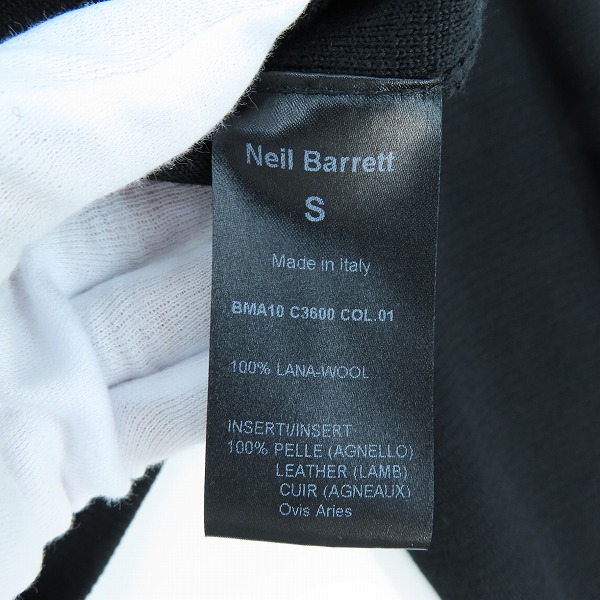 Neil Barrett
S
Made in Italy
BMA10 C3600 COL.01
100% LANA-WOOL
INSERTI/INSERT
100% PELLE (AGNELLO)
LEATHER (LAMB)
CUIR (AGNEAUX)
Ovis Aries